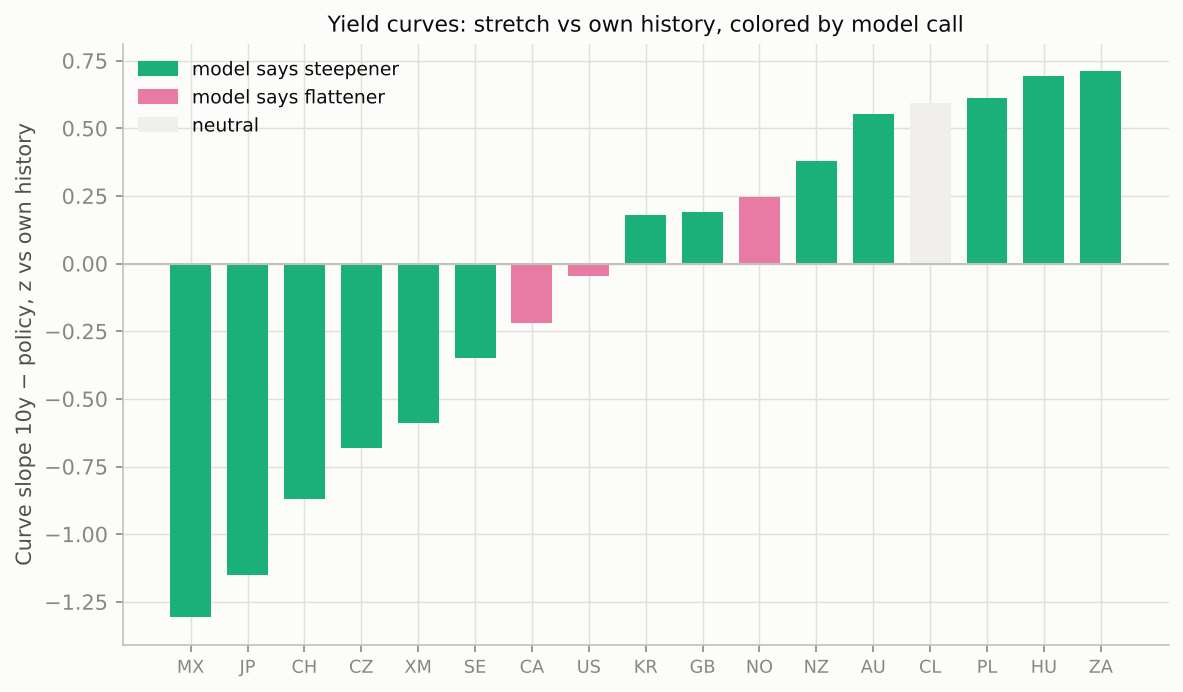 Yield curves: stretch vs own history, colored by model call
model says steepener
model says flattener
neutral
Curve slope 10y − policy, z vs own history
0.75
0.50
0.25
0.00
−0.25
−0.50
−0.75
−1.00
−1.25
MX JP CH CZ XM SE CA US KR GB NO NZ AU CL PL HU ZA